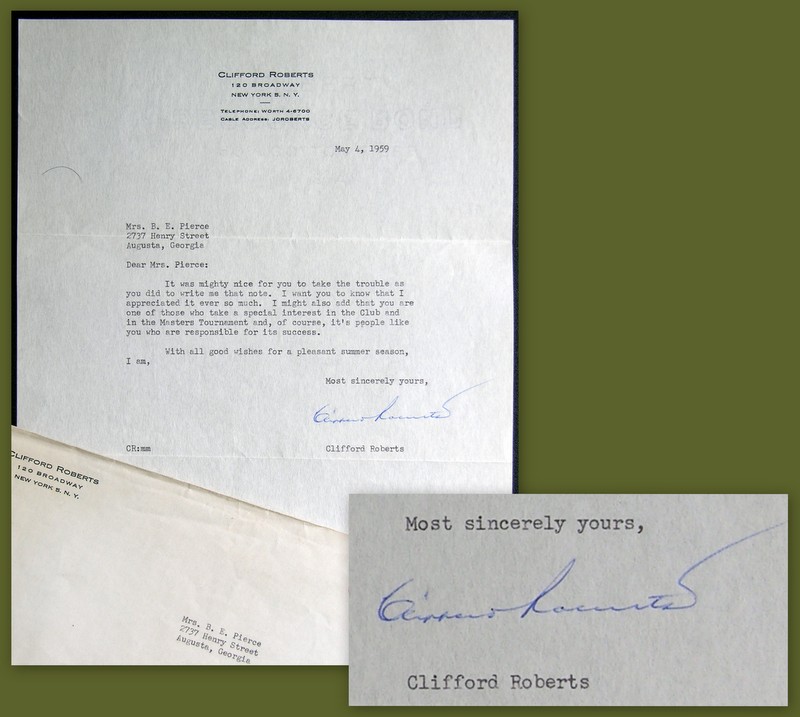 CLIFFORD ROBERTS
120 BROADWAY
NEW YORK 5, N. Y.
TELEPHONE: WORTH 4-6700
CABLE ADDRESS: JOROBERTS
May 4, 1959
Mrs. B. E. Pierce
2737 Henry Street
Augusta, Georgia
Dear Mrs. Pierce:
It was mighty nice for you to take the trouble as
you did to write me that note. I want you to know that I
appreciated it ever so much. I might also add that you are
one of those who take a special interest in the Club and
in the Masters Tournament and, of course, it's people like
you who are responsible for its success.
With all good wishes for a pleasant summer season,
I am,
Most sincerely yours,
Clifford Roberts
CR:mm
Clifford Roberts
CLIFFORD ROBERTS
120 BROADWAY
NEW YORK 5, N. Y.
Mrs. B. E. Pierce
2737 Henry Street
Augusta, Georgia
Most sincerely yours,
Clifford Roberts
Clifford Roberts